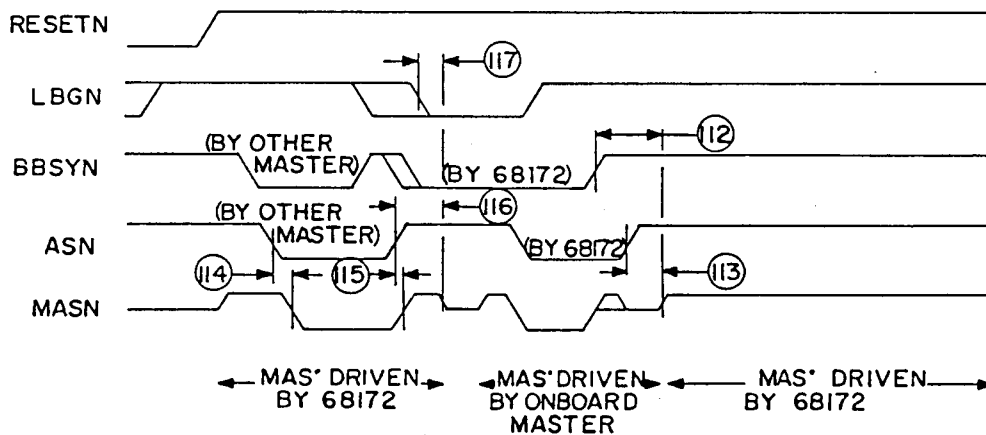 RESETN
117
LBGN
112
(BY OTHER
MASTER)
BBSYN
(BY 68172)
116
(BY OTHER
MASTER)
ASN
(BY 68172)
114
115
113
MASN
MAS* DRIVEN
BY 68172
MAS* DRIVEN
BY ONBOARD
MASTER
MAS* DRIVEN
BY 68172